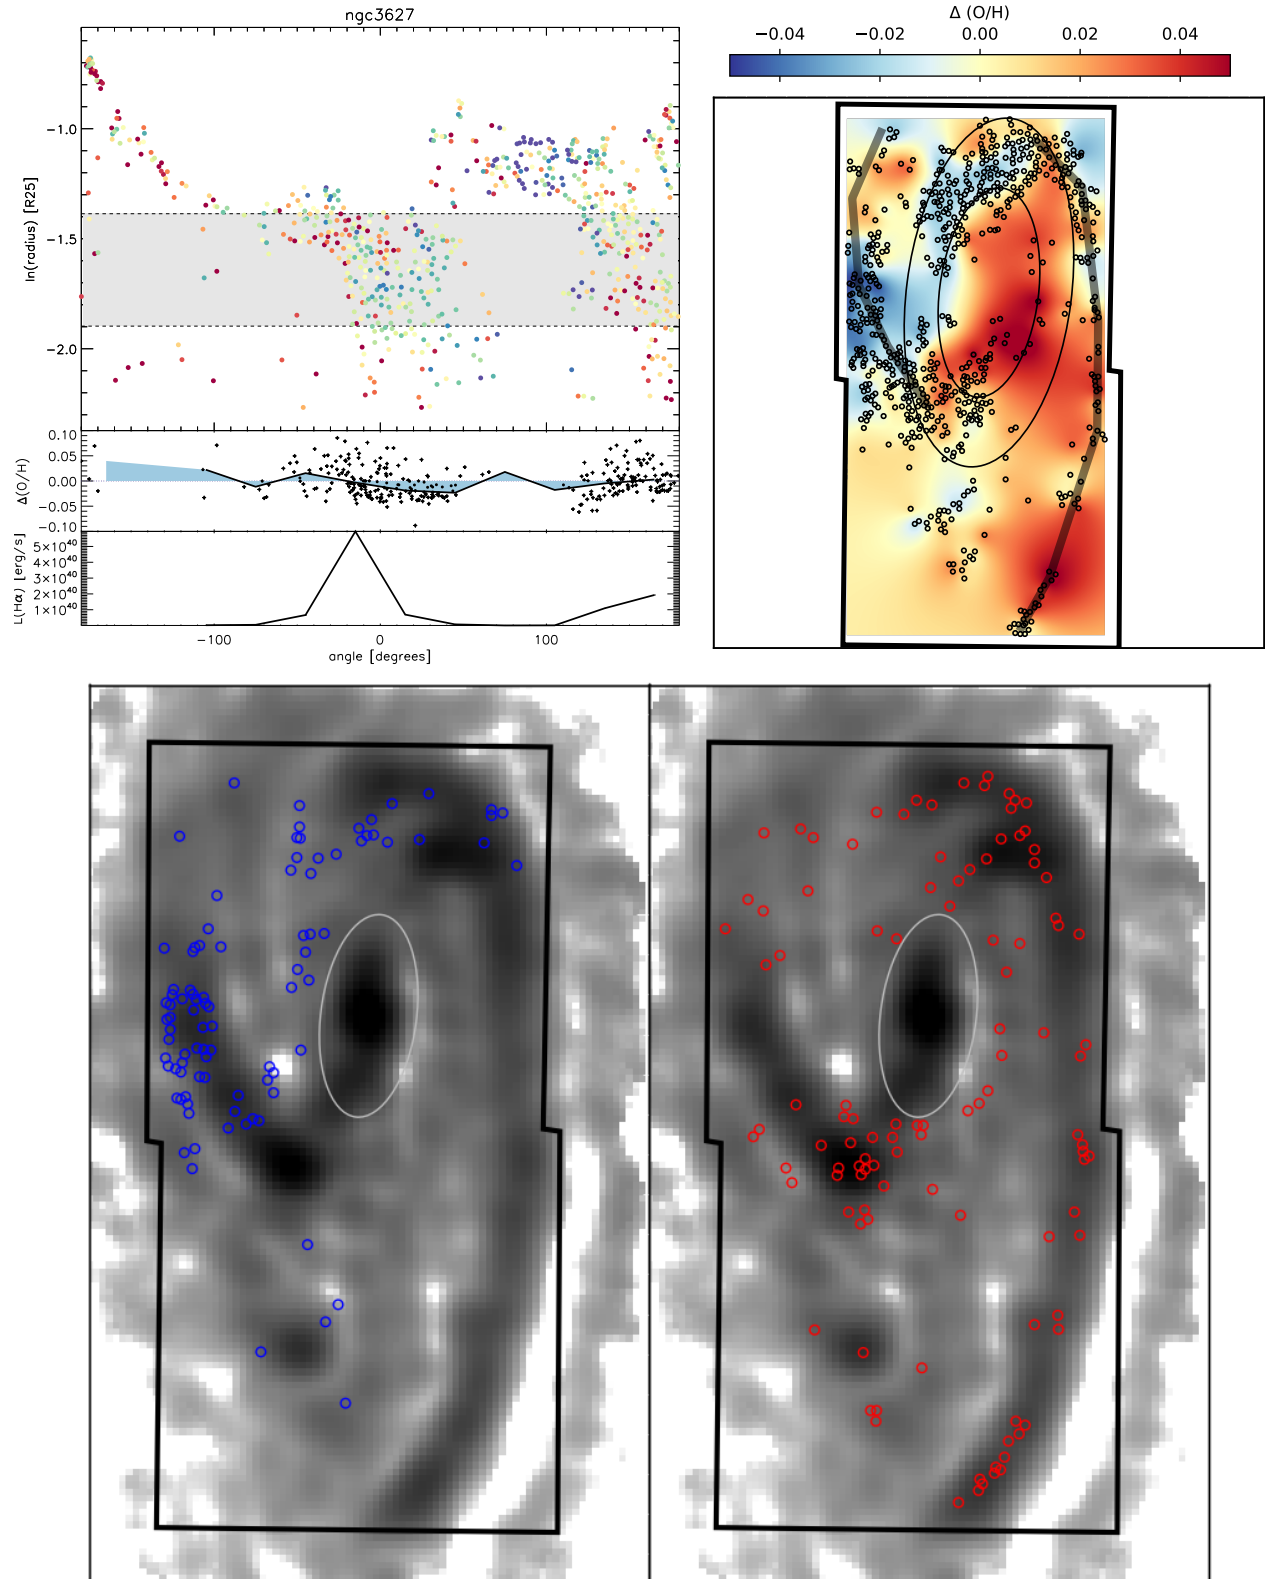 ngc3627
ln(radius) [R25]
−1.0
−1.5
−2.0
Δ(O/H)
0.10
0.05
0.00
−0.05
−0.10
L(Hα) [erg/s]
5×10⁴⁰
4×10⁴⁰
3×10⁴⁰
2×10⁴⁰
1×10⁴⁰
−100 0 100
angle [degrees]
Δ (O/H)
−0.04 −0.02 0.00 0.02 0.04